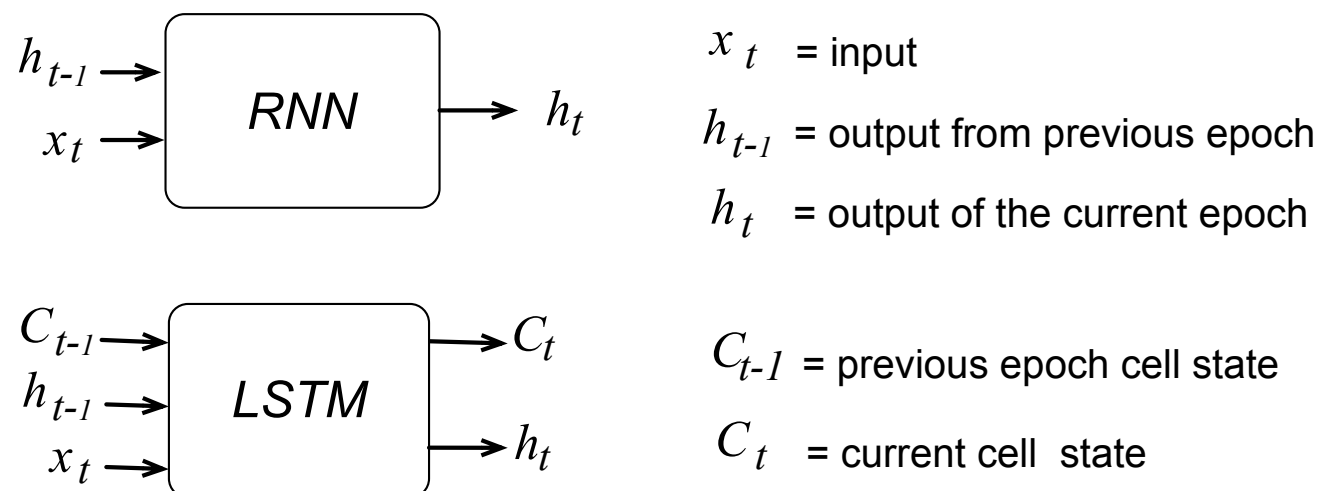 h_{t-1}
x_t
RNN
h_t
x_t = input
h_{t-1} = output from previous epoch
h_t = output of the current epoch
C_{t-1}
h_{t-1}
x_t
LSTM
C_t
h_t
C_{t-1} = previous epoch cell state
C_t = current cell state